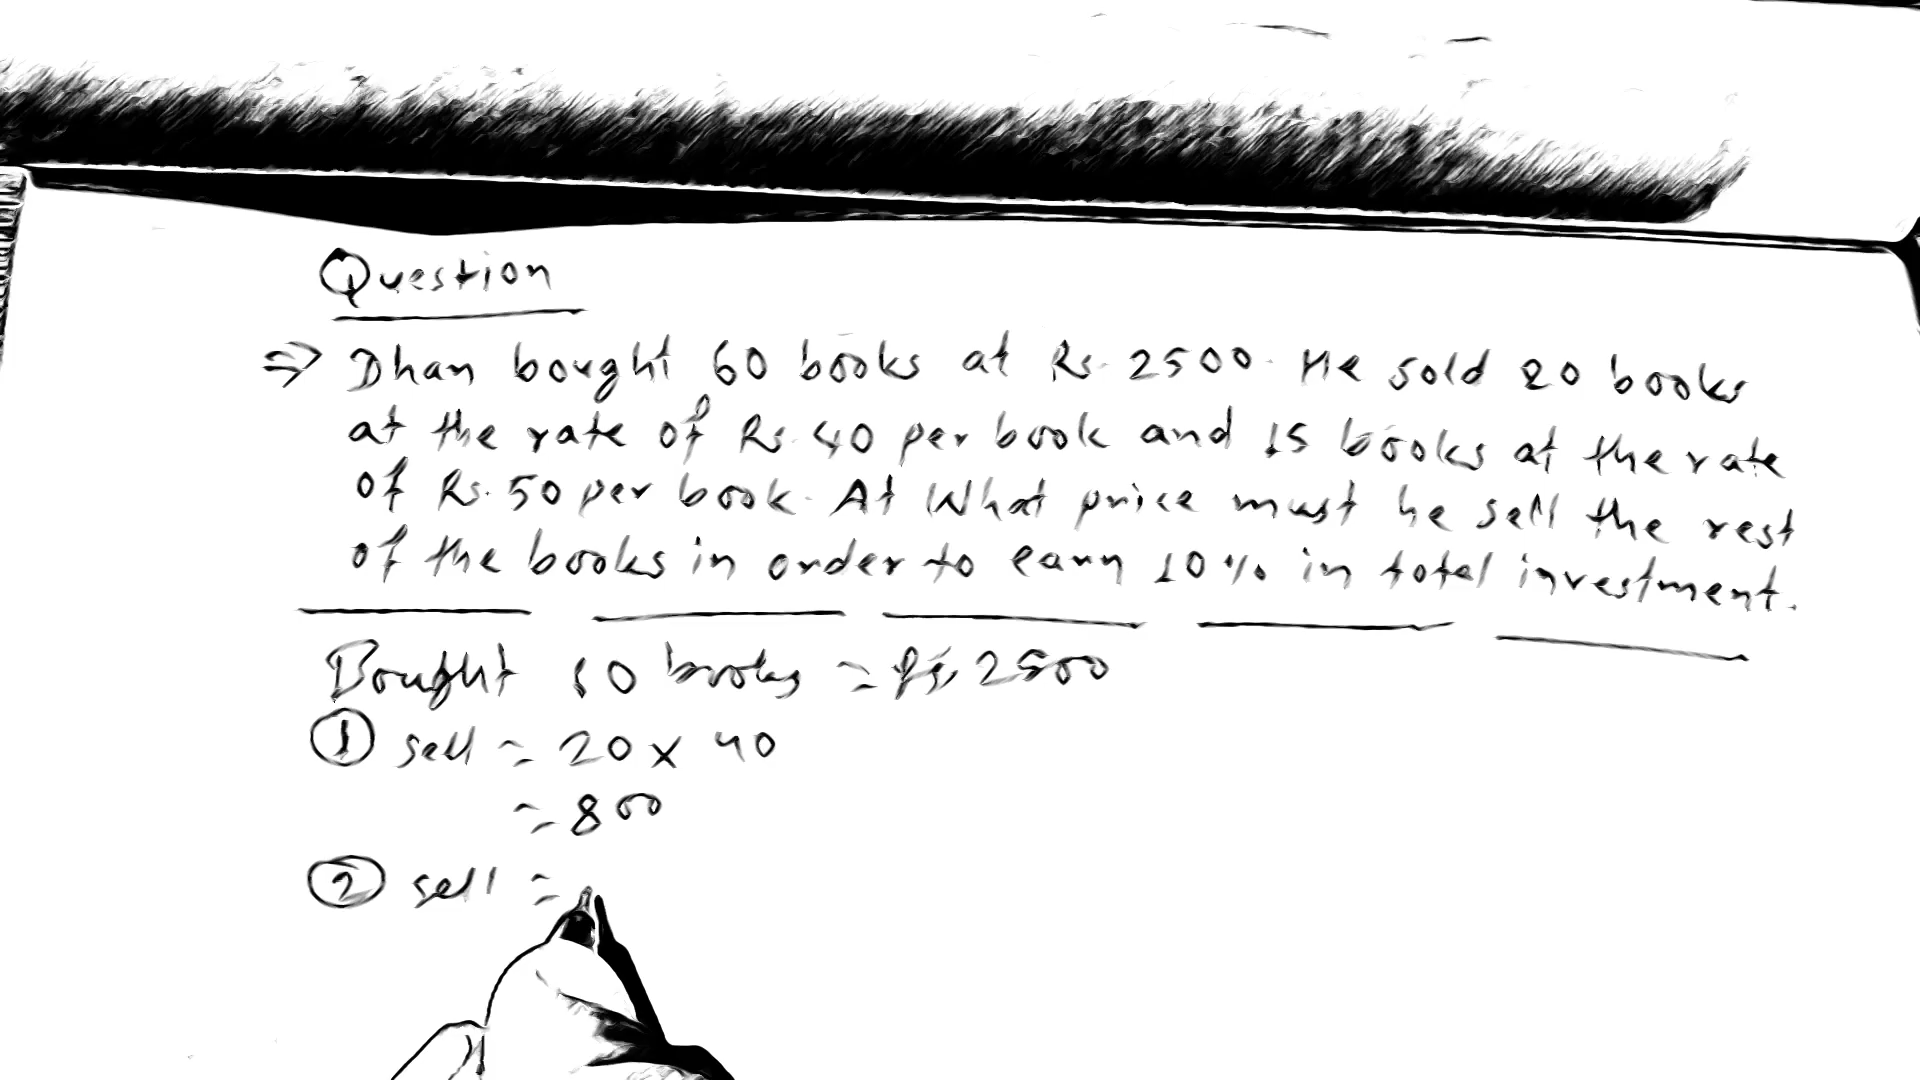 Question
⇒ Dhan bought 60 books at Rs. 2500. He sold 20 books
at the rate of Rs. 40 per book and 15 books at the rate
of Rs. 50 per book. At What price must he sell the rest
of the books in order to earn 10% in total investment.
Bought 60 books = Rs. 2500
① sell = 20 x 40
= 800
② sell =